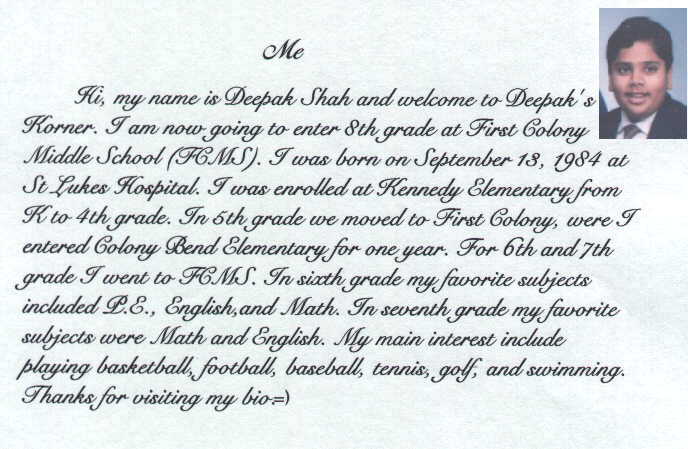 Me
Hi, my name is Deepak Shah and welcome to Deepak's
Korner. I am now going to enter 8th grade at First Colony
Middle School (FCMS). I was born on September 13, 1984 at
St Lukes Hospital. I was enrolled at Kennedy Elementary from
K to 4th grade. In 5th grade we moved to First Colony, were I
entered Colony Bend Elementary for one year. For 6th and 7th
grade I went to FCMS. In sixth grade my favorite subjects
included P.E., English,and Math. In seventh grade my favorite
subjects were Math and English. My main interest include
playing basketball, football, baseball, tennis, golf, and swimming.
Thanks for visiting my bio=)